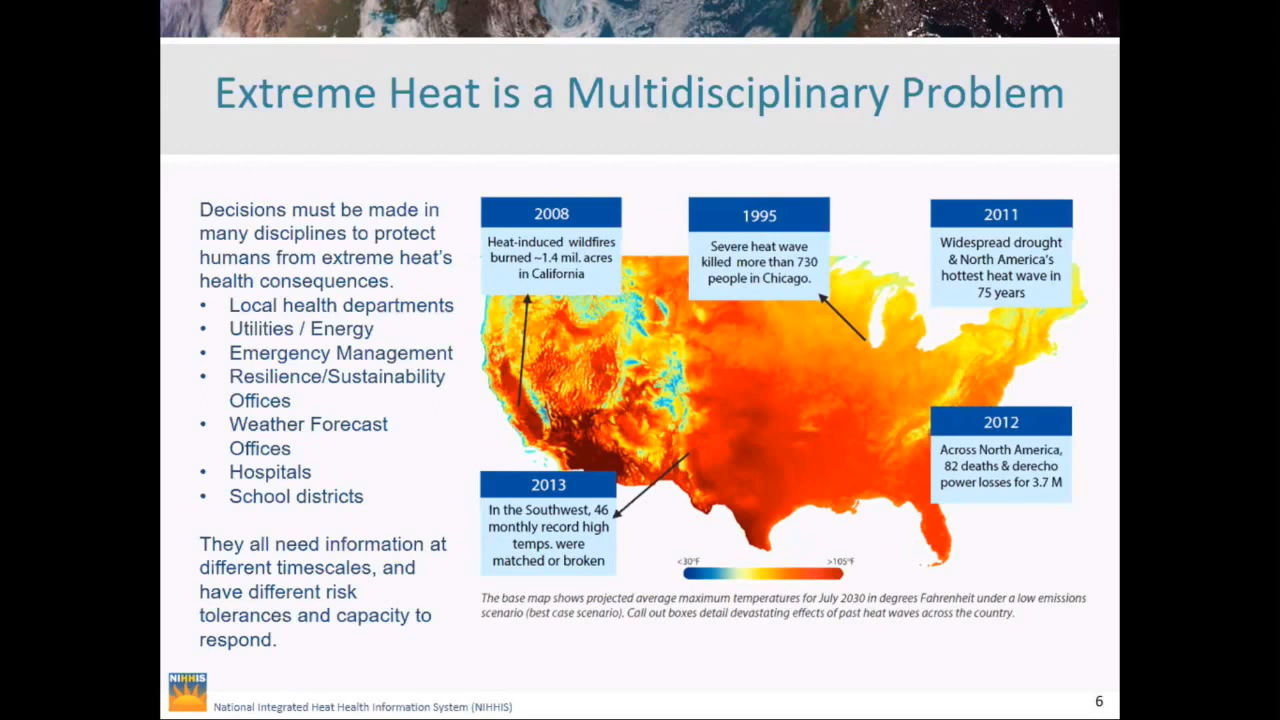 Extreme Heat is a Multidisciplinary Problem
Decisions must be made in
many disciplines to protect
humans from extreme heat's
health consequences.
• Local health departments
• Utilities / Energy
• Emergency Management
• Resilience/Sustainability
Offices
• Weather Forecast
Offices
• Hospitals
• School districts
They all need information at
different timescales, and
have different risk
tolerances and capacity to
respond.
2008
Heat-induced wildfires
burned ~1.4 mil. acres
in California
1995
Severe heat wave
killed more than 730
people in Chicago.
2011
Widespread drought
& North America's
hottest heat wave in
75 years
2012
Across North America,
82 deaths & derecho
power losses for 3.7 M
2013
In the Southwest, 46
monthly record high
temps. were
matched or broken
<30°F >105°F
The base map shows projected average maximum temperatures for July 2030 in degrees Fahrenheit under a low emissions
scenario (best case scenario). Call out boxes detail devastating effects of past heat waves across the country.
NIHHIS
National Integrated Heat Health Information System (NIHHIS)
6